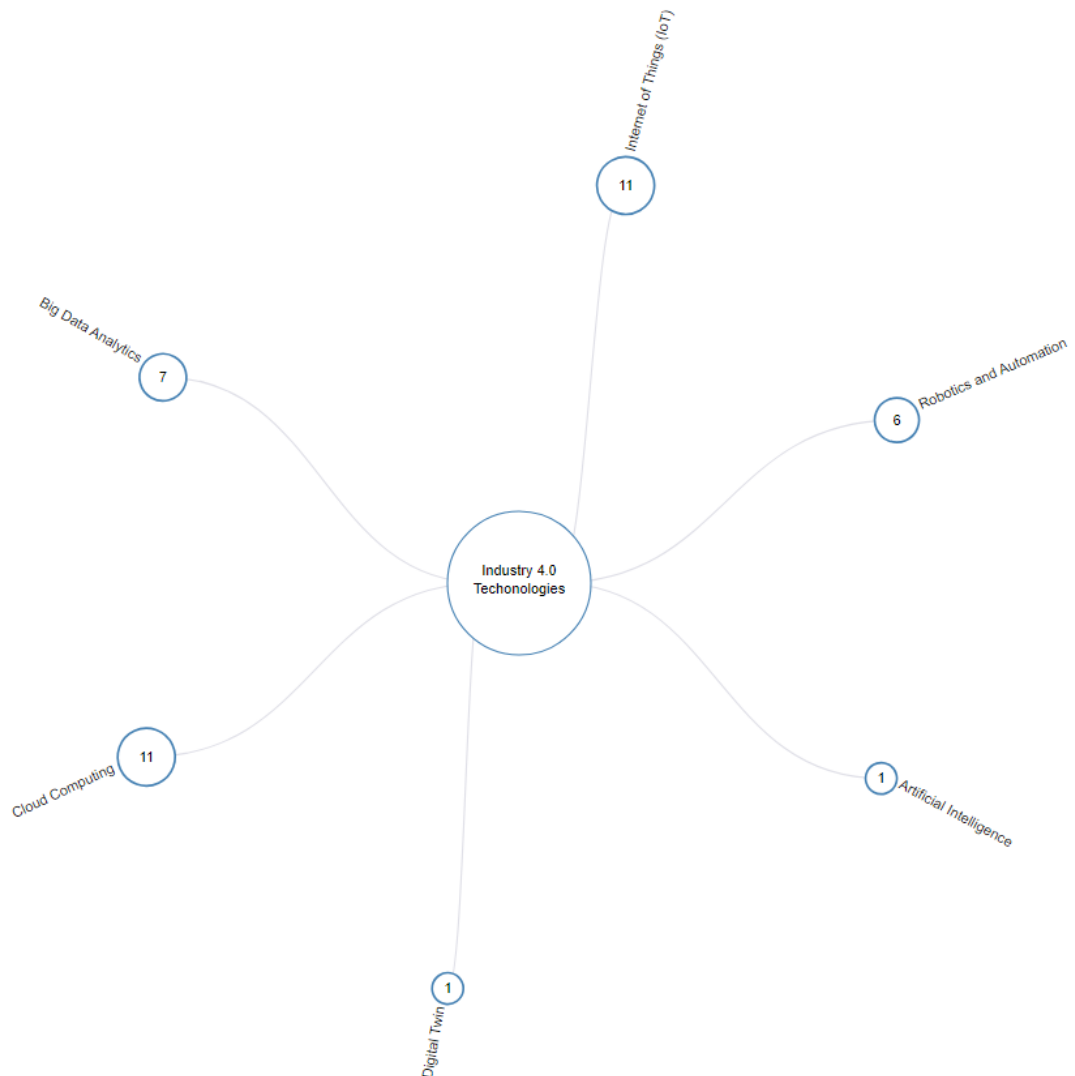 Internet of Things (IoT)
11
Big Data Analytics
7
Robotics and Automation
6
Industry 4.0
Techonologies
11
Cloud Computing
1
Artificial Intelligence
1
Digital Twin